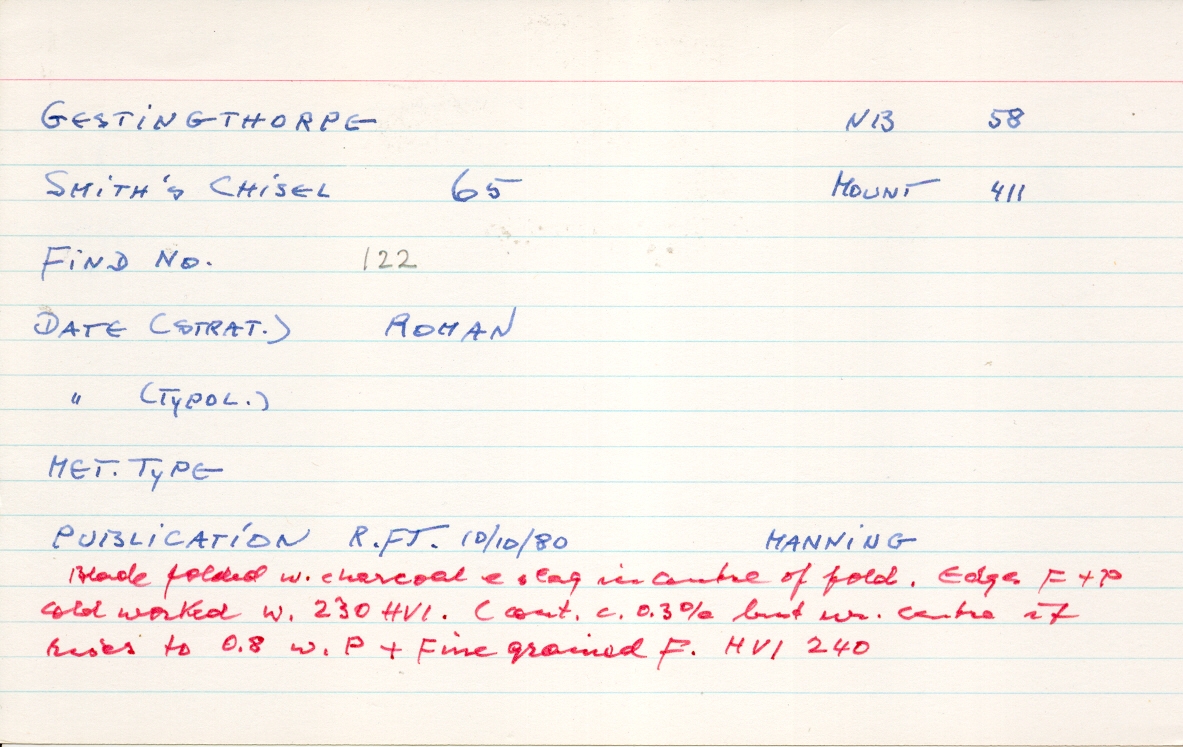 GESTINGTHORPE NB 58
SMITH'S CHISEL 65 MOUNT 411
FIND NO. 122
DATE (STRAT.) ROMAN
" (TYPOL.)
MET. TYPE
PUBLICATION R.F.T. 10/10/80 MANNING
Blade folded w. charcoal & slag in centre of fold. Edge F + P
cold worked w. 230 HV1. C cont. c. 0.3% but nr. centre it
rises to 0.8 w. P + Fine grained F. HV1 240